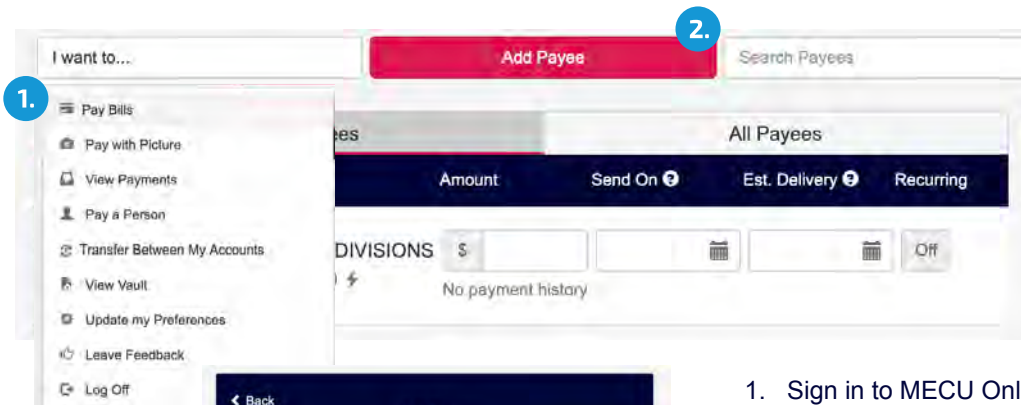 2.
I want to...
Add Payee
Search Payees
1.
Pay Bills
Pay with Picture
View Payments
Pay a Person
Transfer Between My Accounts
View Vault
Update my Preferences
Leave Feedback
Log Off
ees
All Payees
Amount
Send On
Est. Delivery
Recurring
DIVISIONS
$
Off
No payment history
Back
1. Sign in to MECU Onl